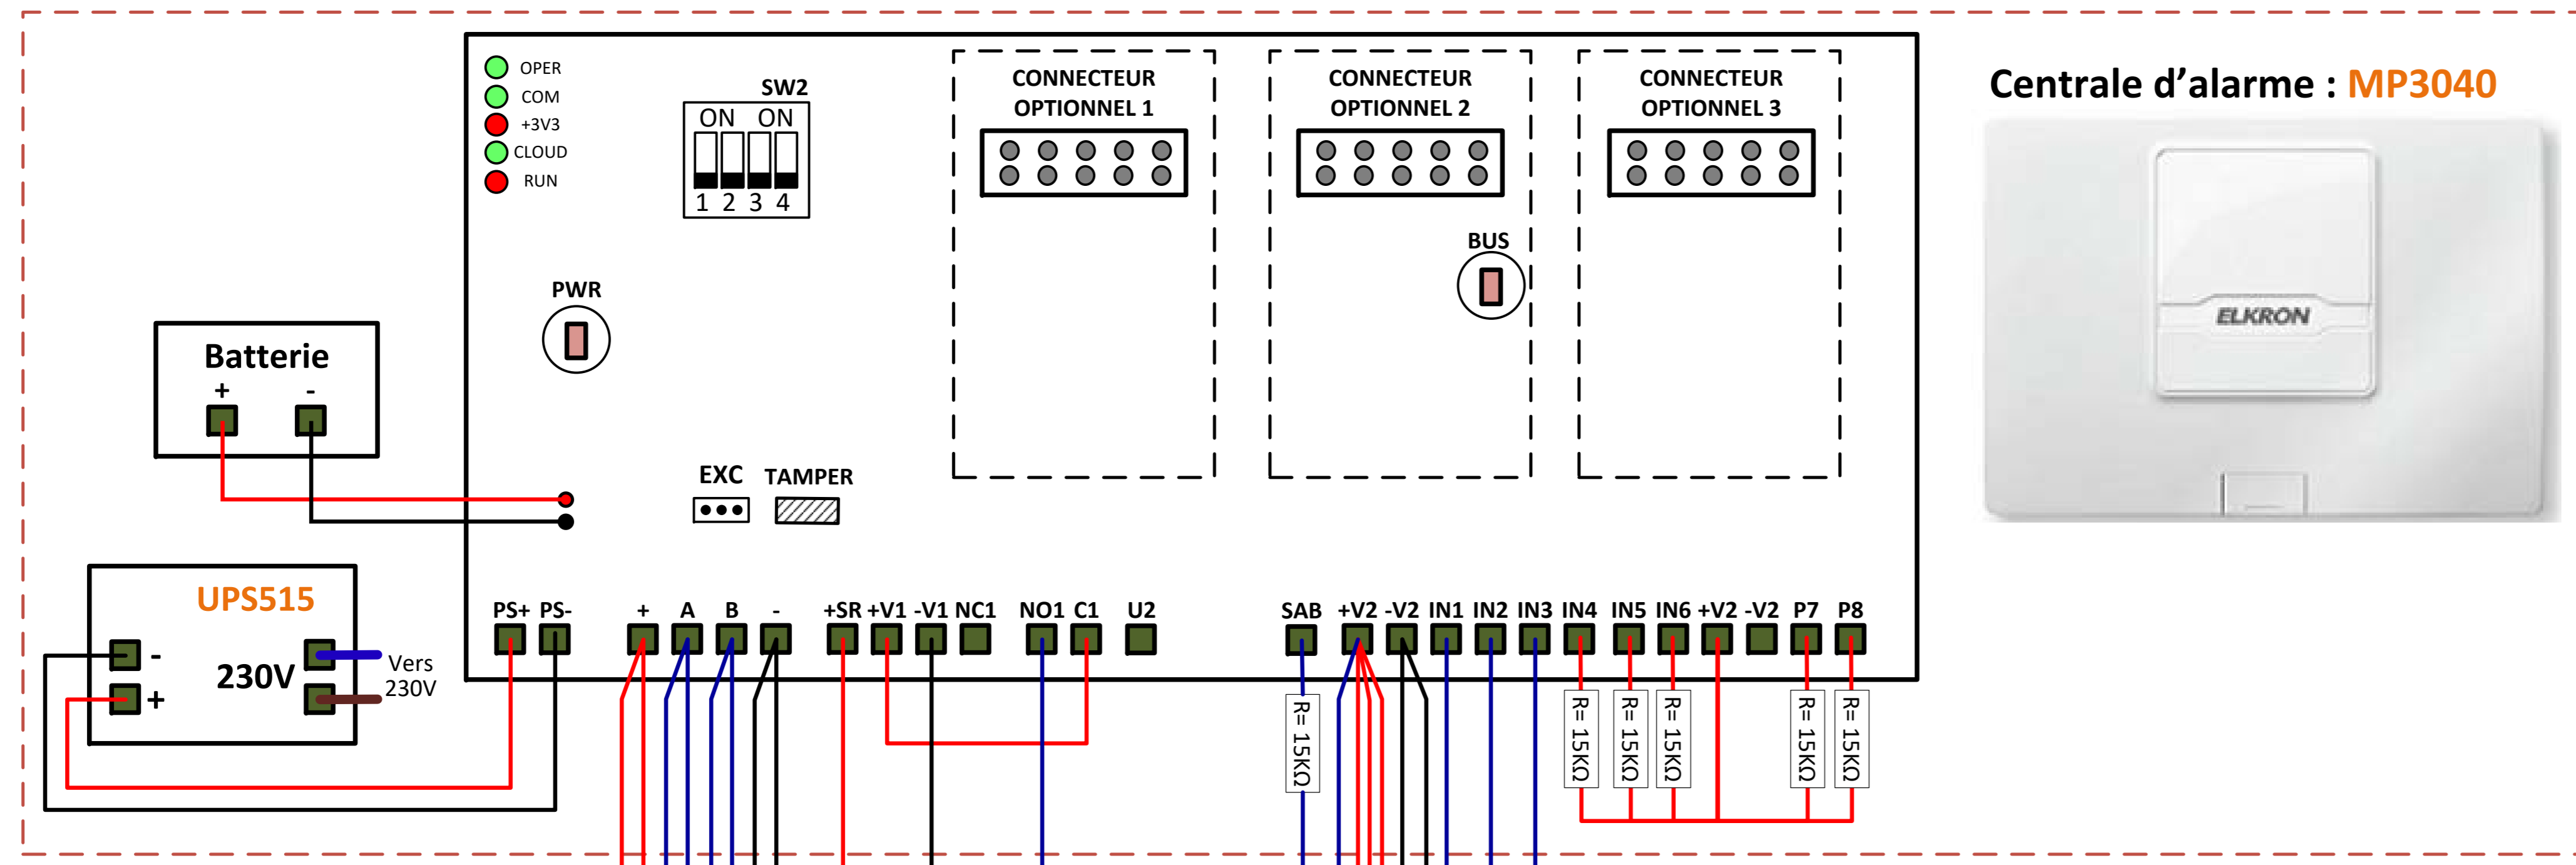 OPER
COM
+3V3
CLOUD
RUN
SW2
ON ON
1 2 3 4
CONNECTEUR
OPTIONNEL 1
CONNECTEUR
OPTIONNEL 2
CONNECTEUR
OPTIONNEL 3
Centrale d'alarme : MP3040
ELKRON
BUS
PWR
Batterie
+ -
EXC TAMPER
UPS515
-
+
230V
Vers
230V
PS+ PS- + A B - +SR +V1 -V1 NC1 NO1 C1 U2 SAB +V2 -V2 IN1 IN2 IN3 IN4 IN5 IN6 +V2 -V2 P7 P8
R= 15KΩ
R= 15KΩ
R= 15KΩ
R= 15KΩ
R= 15KΩ
R= 15KΩ